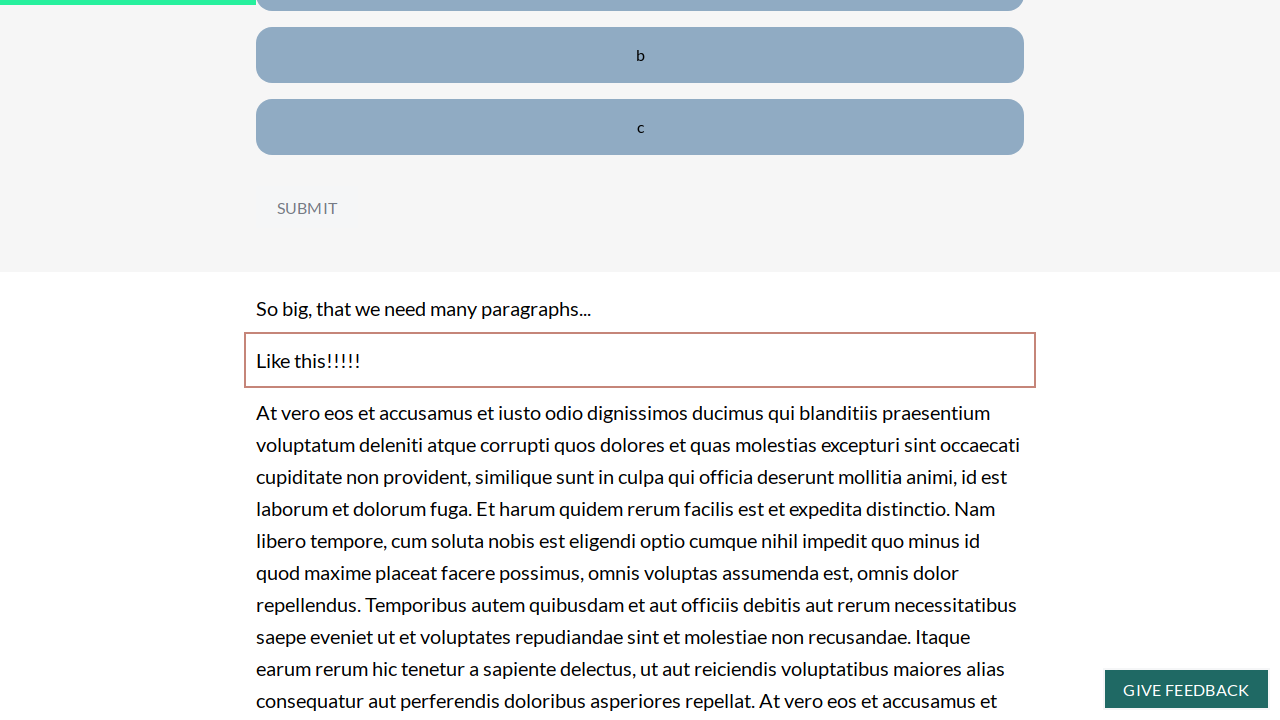 b
c
SUBMIT
So big, that we need many paragraphs...
Like this!!!!!
At vero eos et accusamus et iusto odio dignissimos ducimus qui blanditiis praesentium
voluptatum deleniti atque corrupti quos dolores et quas molestias excepturi sint occaecati
cupiditate non provident, similique sunt in culpa qui officia deserunt mollitia animi, id est
laborum et dolorum fuga. Et harum quidem rerum facilis est et expedita distinctio. Nam
libero tempore, cum soluta nobis est eligendi optio cumque nihil impedit quo minus id
quod maxime placeat facere possimus, omnis voluptas assumenda est, omnis dolor
repellendus. Temporibus autem quibusdam et aut officiis debitis aut rerum necessitatibus
saepe eveniet ut et voluptates repudiandae sint et molestiae non recusandae. Itaque
earum rerum hic tenetur a sapiente delectus, ut aut reiciendis voluptatibus maiores alias
consequatur aut perferendis doloribus asperiores repellat. At vero eos et accusamus et
GIVE FEEDBACK